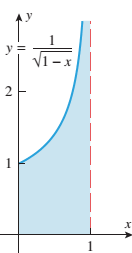 y
y = 1/√(1 − x)
2
1
x
1